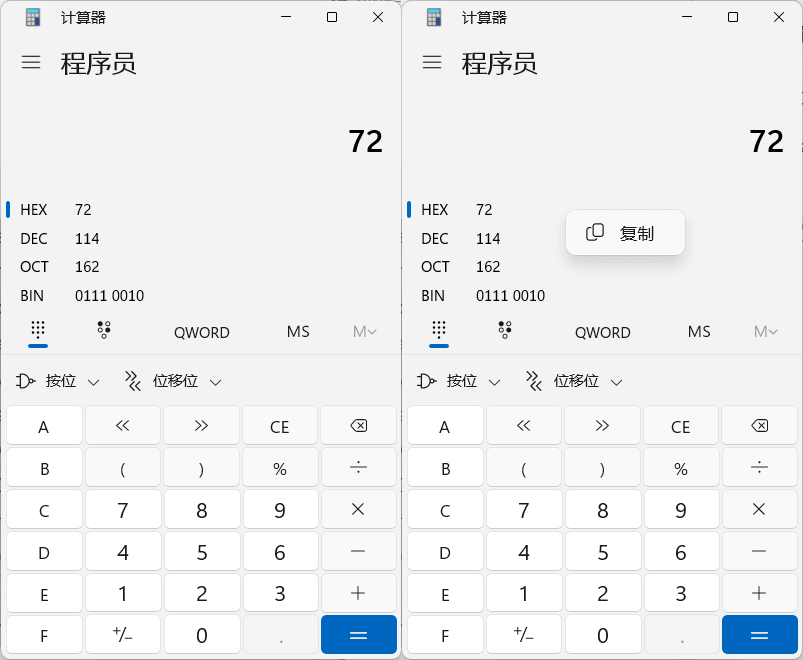 计算器
程序员
72
HEX 72
DEC 114
OCT 162
BIN 0111 0010
QWORD MS M
按位 位移位
A « » CE
B ( ) % ÷
C 7 8 9 ×
D 4 5 6 −
E 1 2 3 +
F +/− 0 . =
计算器
程序员
72
HEX 72
DEC 114
OCT 162
BIN 0111 0010
复制
QWORD MS M
按位 位移位
A « » CE
B ( ) % ÷
C 7 8 9 ×
D 4 5 6 −
E 1 2 3 +
F +/− 0 . =